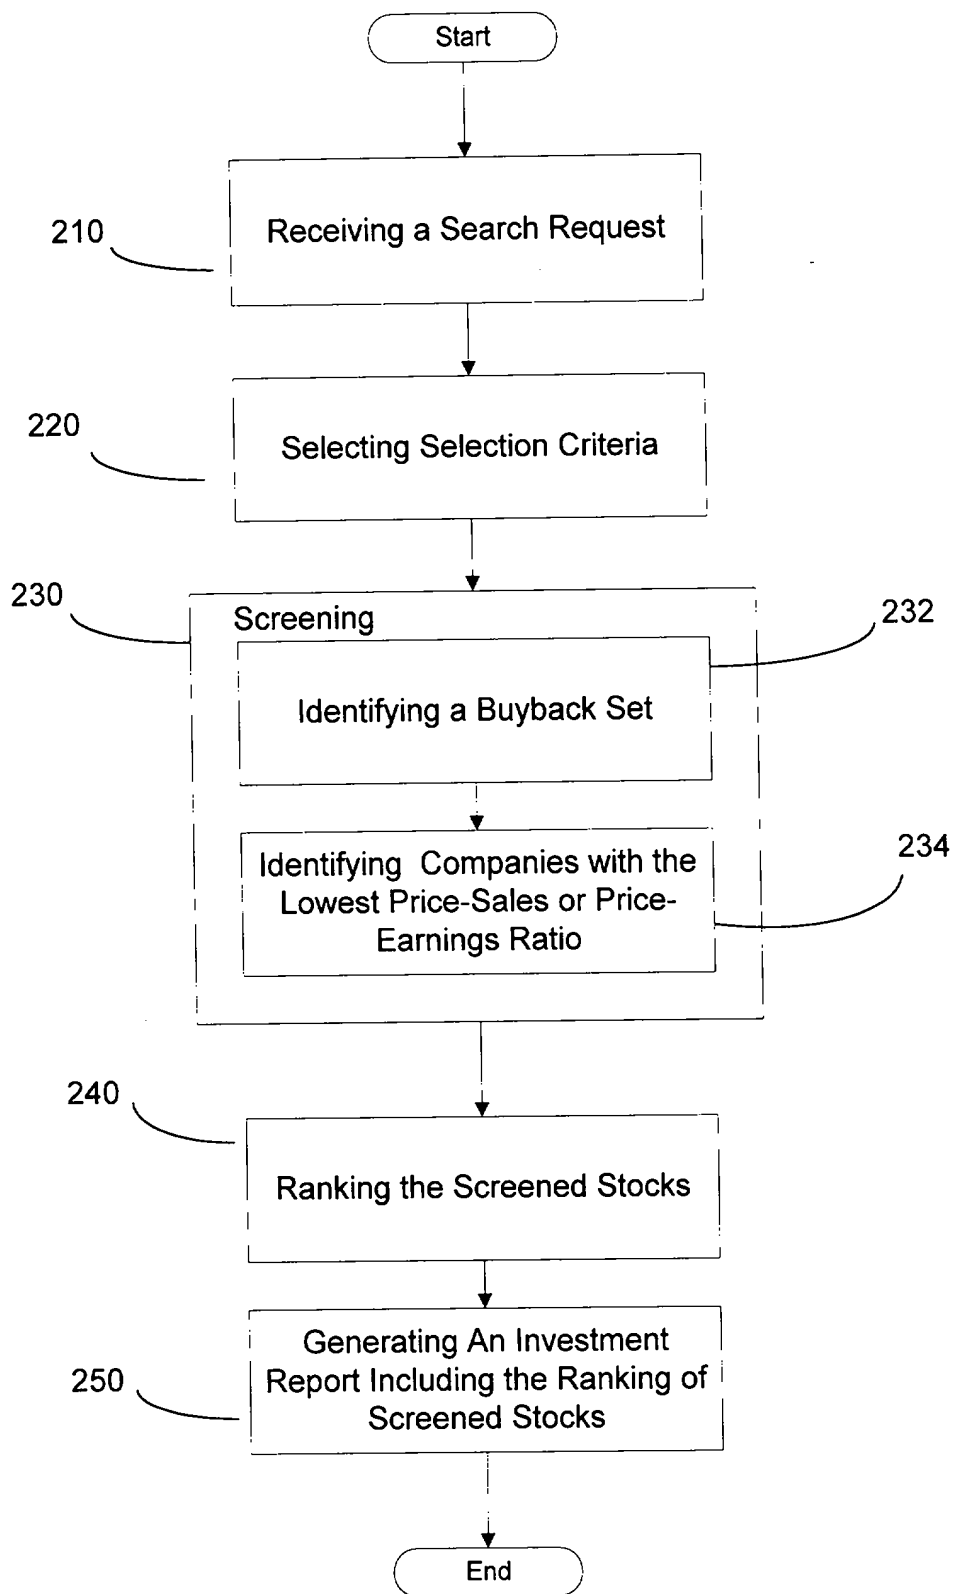 Start
210
Receiving a Search Request
220
Selecting Selection Criteria
230
Screening
232
Identifying a Buyback Set
234
Identifying Companies with the
Lowest Price-Sales or Price-
Earnings Ratio
240
Ranking the Screened Stocks
250
Generating An Investment
Report Including the Ranking of
Screened Stocks
End